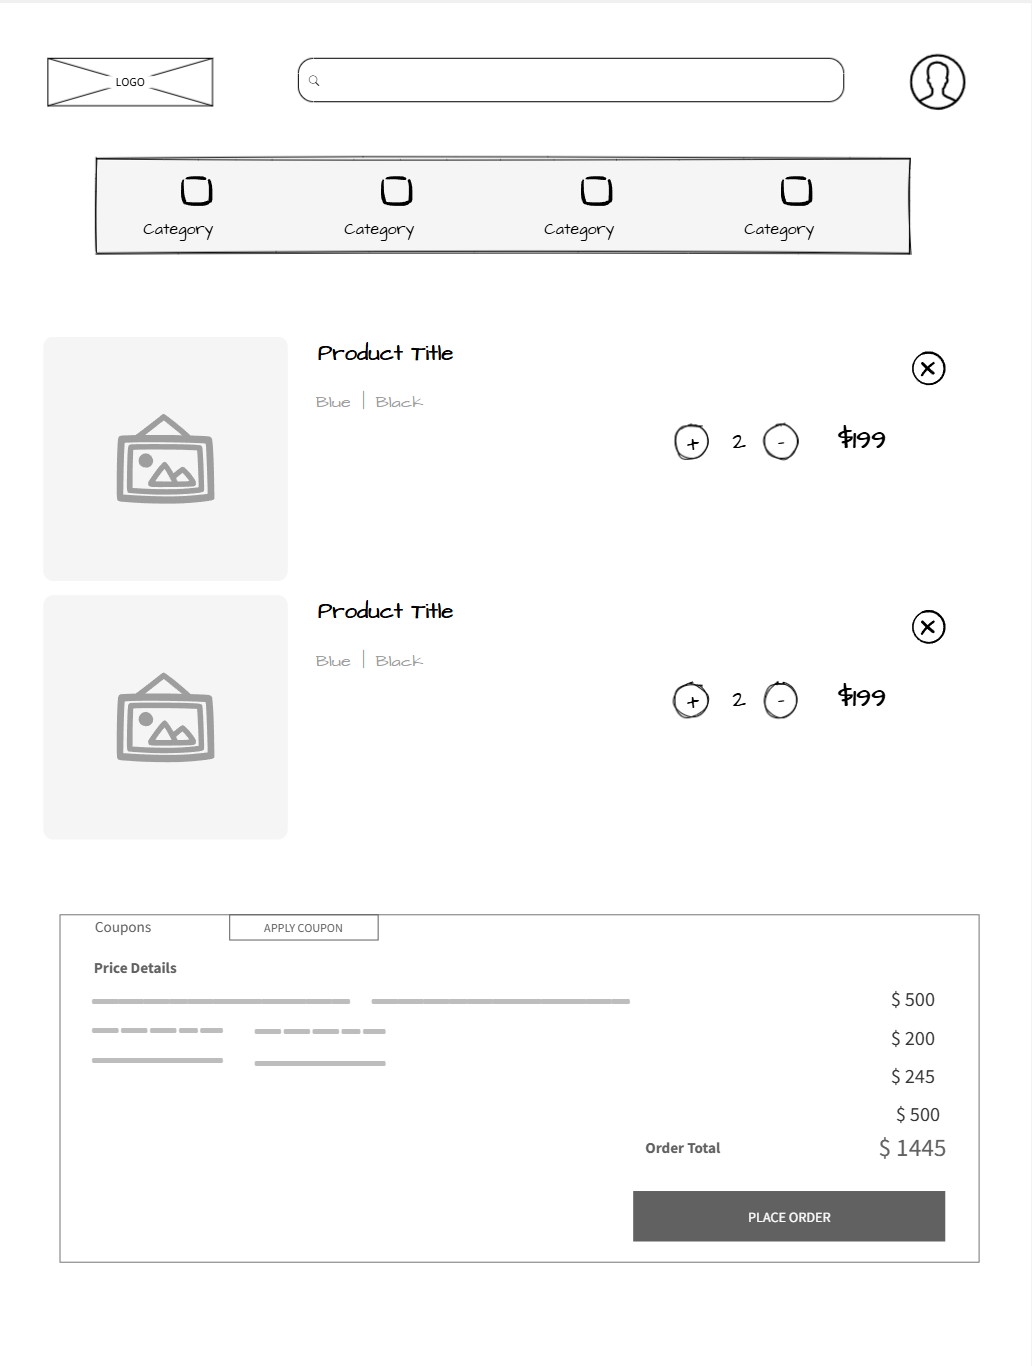 LOGO
Category Category Category Category
Product Title
Blue | Black
+ 2 - $199
Product Title
Blue | Black
+ 2 - $199
Coupons APPLY COUPON
Price Details
$ 500
$ 200
$ 245
$ 500
Order Total $ 1445
PLACE ORDER